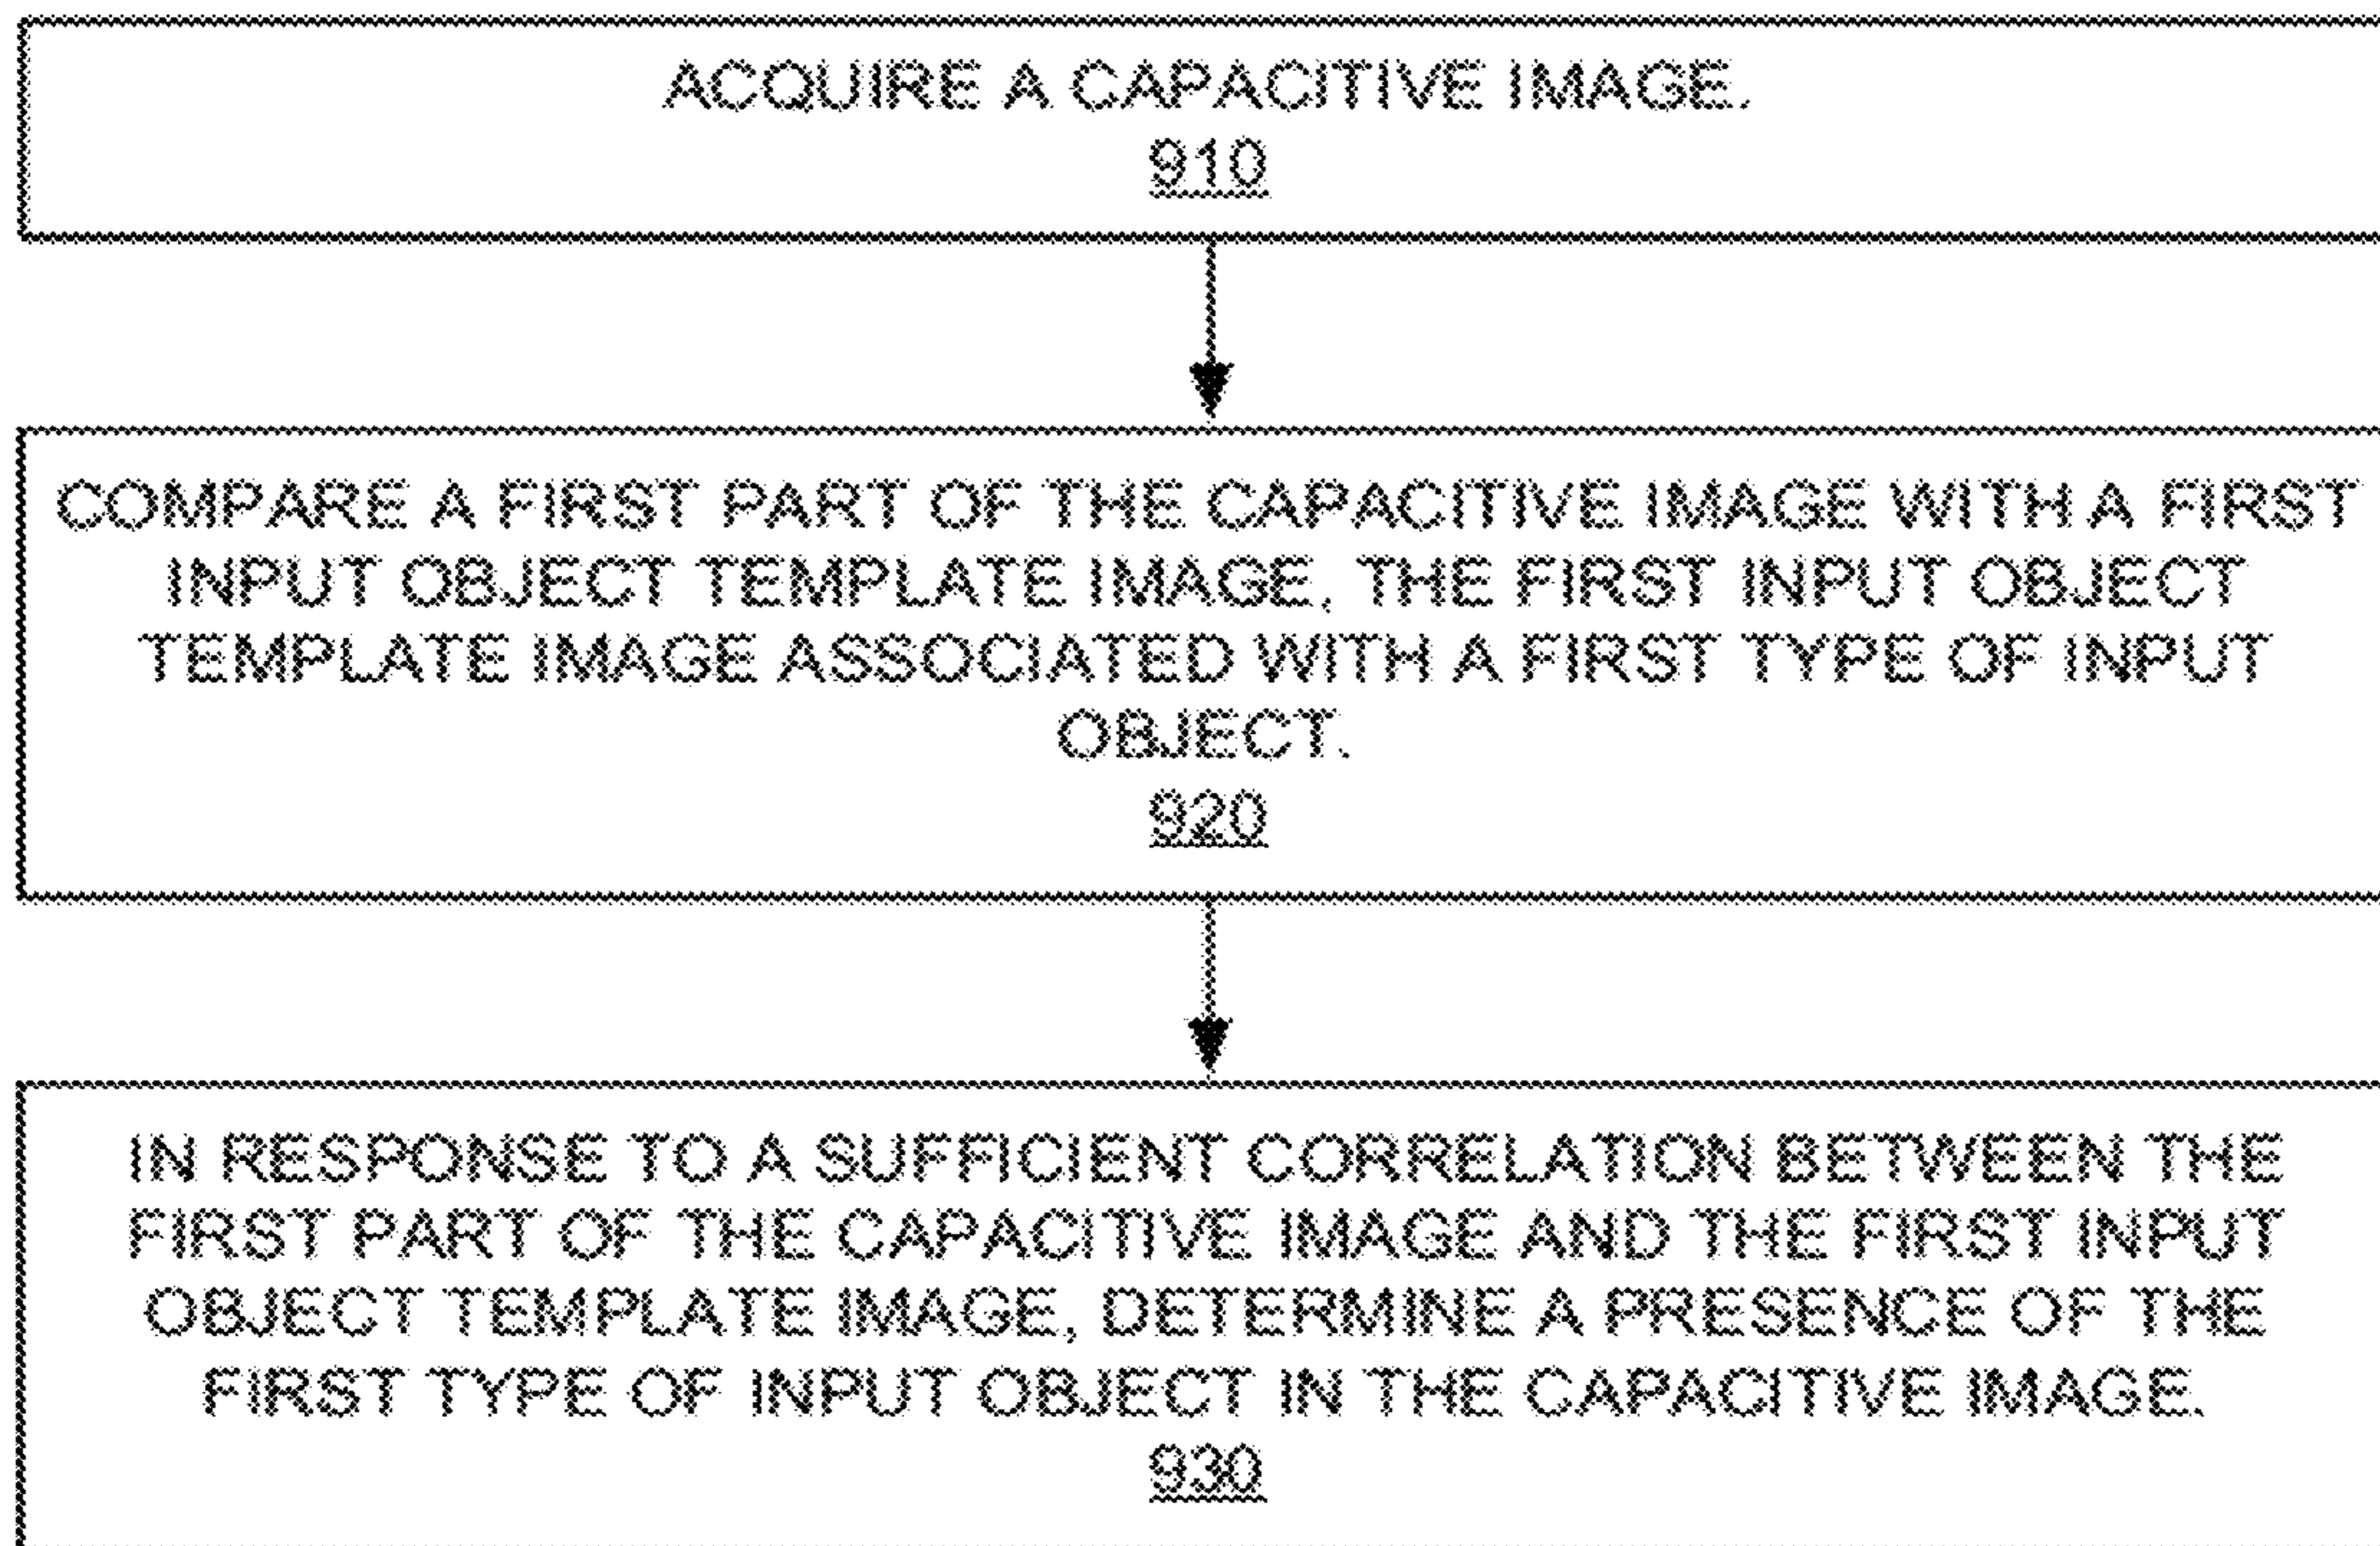 ACQUIRE A CAPACITIVE IMAGE.
910
COMPARE A FIRST PART OF THE CAPACITIVE IMAGE WITH A FIRST
INPUT OBJECT TEMPLATE IMAGE, THE FIRST INPUT OBJECT
TEMPLATE IMAGE ASSOCIATED WITH A FIRST TYPE OF INPUT
OBJECT.
920
IN RESPONSE TO A SUFFICIENT CORRELATION BETWEEN THE
FIRST PART OF THE CAPACITIVE IMAGE AND THE FIRST INPUT
OBJECT TEMPLATE IMAGE, DETERMINE A PRESENCE OF THE
FIRST TYPE OF INPUT OBJECT IN THE CAPACITIVE IMAGE.
930